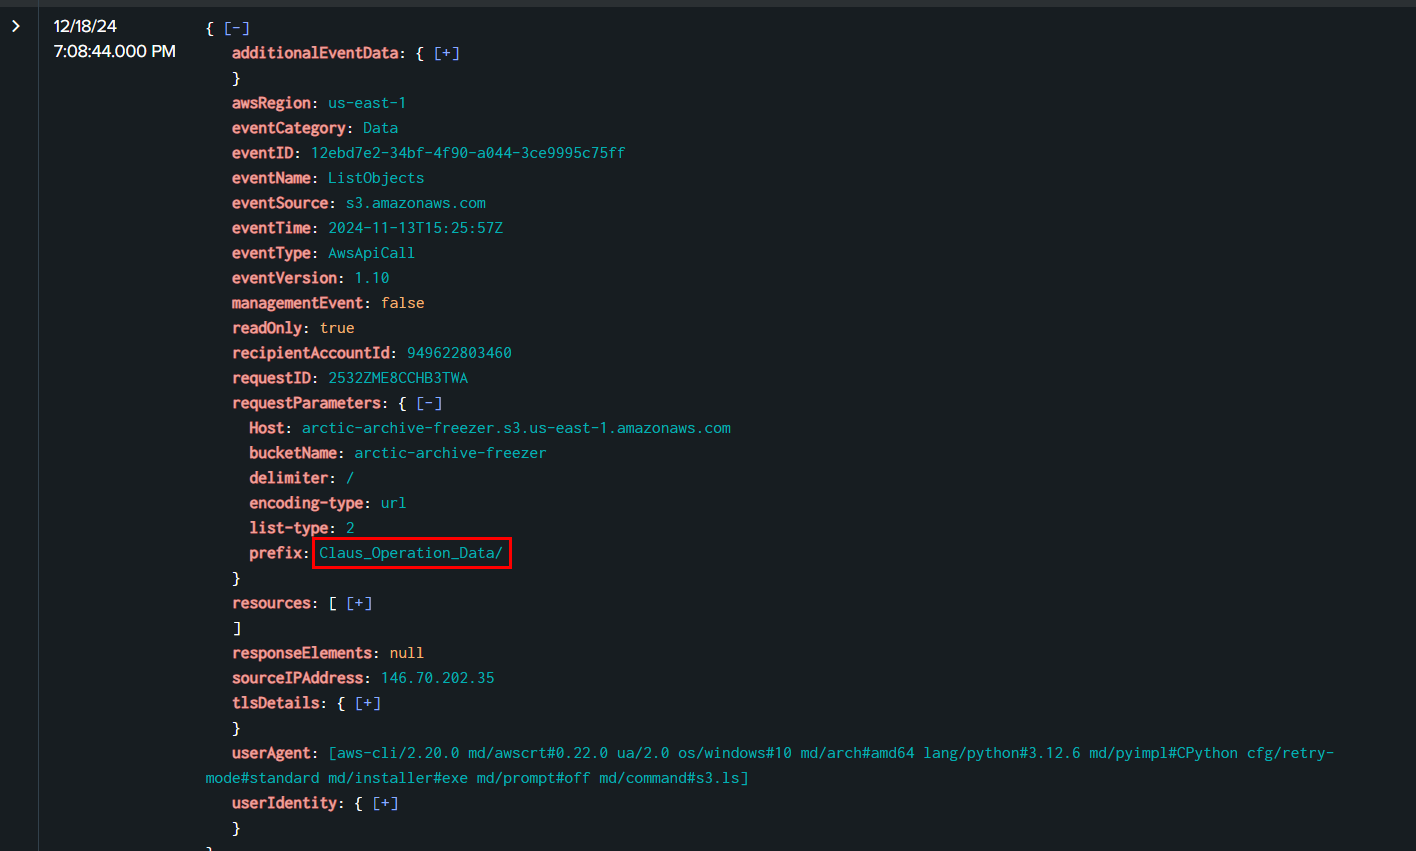 12/18/24
7:08:44.000 PM
{ [-]
additionalEventData: { [+]
}
awsRegion: us-east-1
eventCategory: Data
eventID: 12ebd7e2-34bf-4f90-a044-3ce9995c75ff
eventName: ListObjects
eventSource: s3.amazonaws.com
eventTime: 2024-11-13T15:25:57Z
eventType: AwsApiCall
eventVersion: 1.10
managementEvent: false
readOnly: true
recipientAccountId: 949622803460
requestID: 2532ZME8CCHB3TWA
requestParameters: { [-]
Host: arctic-archive-freezer.s3.us-east-1.amazonaws.com
bucketName: arctic-archive-freezer
delimiter: /
encoding-type: url
list-type: 2
prefix: Claus_Operation_Data/
}
resources: [ [+]
]
responseElements: null
sourceIPAddress: 146.70.202.35
tlsDetails: { [+]
}
userAgent: [aws-cli/2.20.0 md/awscrt#0.22.0 ua/2.0 os/windows#10 md/arch#amd64 lang/python#3.12.6 md/pyimpl#CPython cfg/retry-
mode#standard md/installer#exe md/prompt#off md/command#s3.ls]
userIdentity: { [+]
}